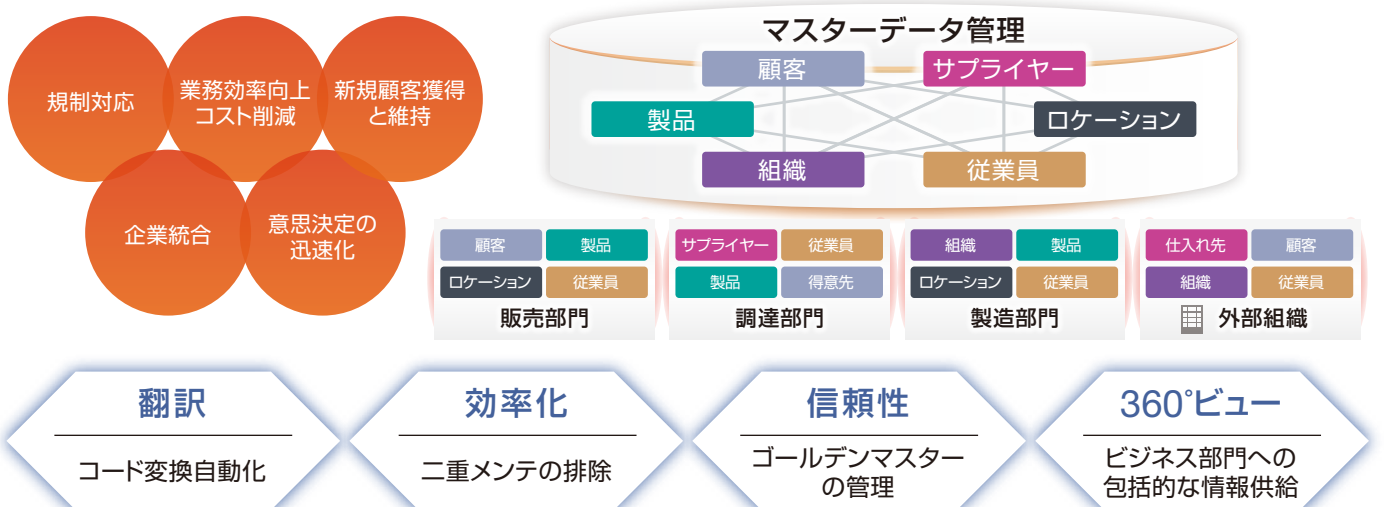 規制対応
業務効率向上
コスト削減
新規顧客獲得
と維持
企業統合
意思決定の
迅速化
マスターデータ管理
顧客
サプライヤー
製品
ロケーション
組織
従業員
顧客
製品
ロケーション
従業員
販売部門
サプライヤー
従業員
製品
得意先
調達部門
組織
製品
ロケーション
従業員
製造部門
仕入れ先
顧客
組織
従業員
外部組織
翻訳
コード変換自動化
効率化
二重メンテの排除
信頼性
ゴールデンマスター
の管理
360°ビュー
ビジネス部門への
包括的な情報供給